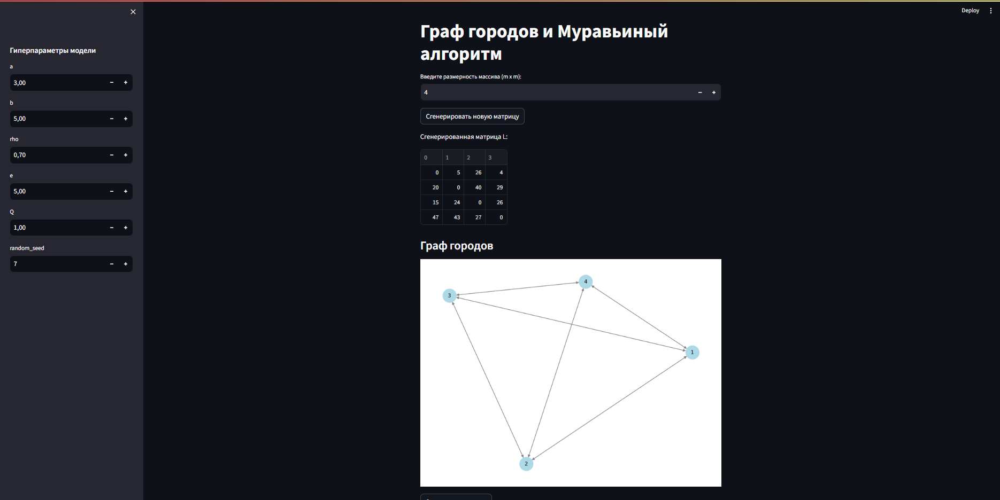 Deploy
Гиперпараметры модели
a
3,00
b
5,00
rho
0,70
e
5,00
Q
1,00
random_seed
7
Граф городов и Муравьиный
алгоритм
Введите размерность массива (m x m):
4
Сгенерировать новую матрицу
Сгенерированная матрица L:
0 1 2 3
0 5 26 4
20 0 40 29
15 24 0 26
47 43 27 0
Граф городов
4
3
1
2